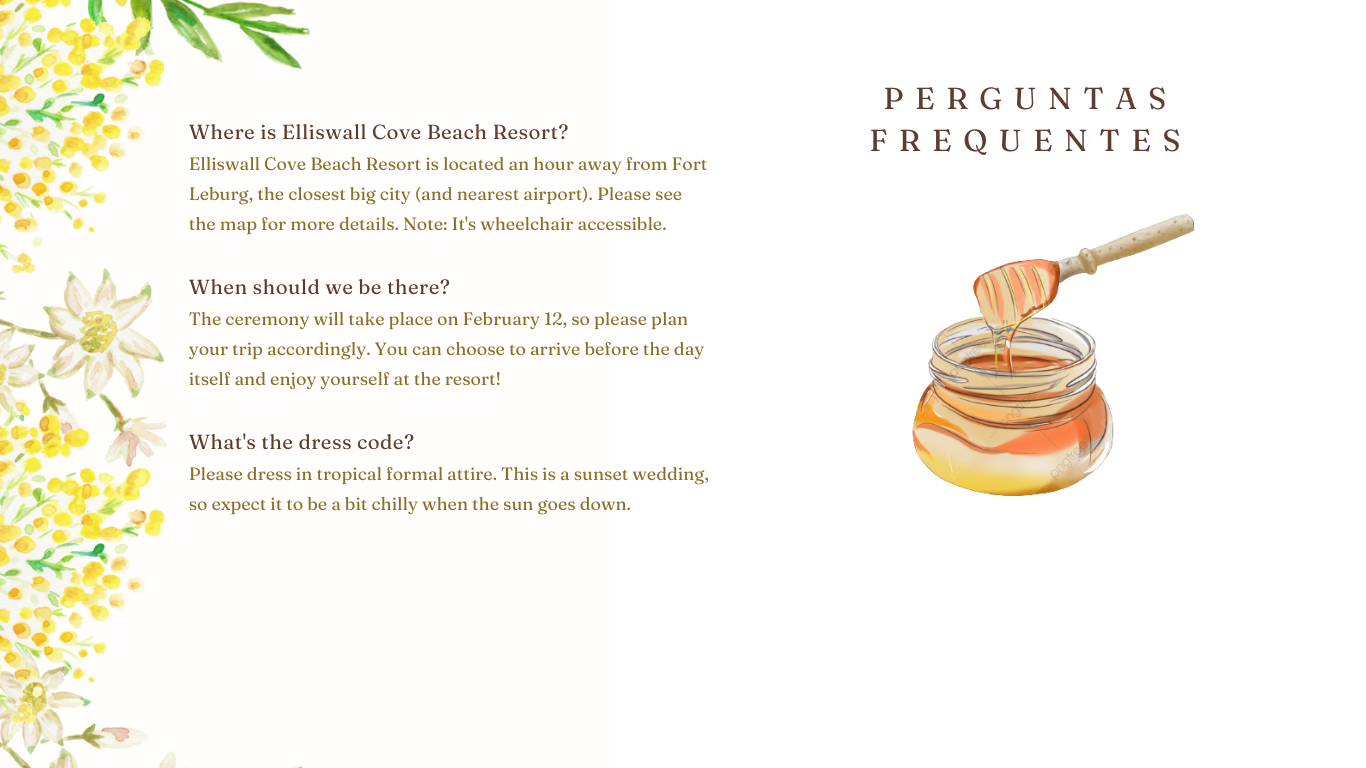 PERGUNTAS
FREQUENTES
Where is Elliswall Cove Beach Resort?
Elliswall Cove Beach Resort is located an hour away from Fort
Leburg, the closest big city (and nearest airport). Please see
the map for more details. Note: It's wheelchair accessible.
When should we be there?
The ceremony will take place on February 12, so please plan
your trip accordingly. You can choose to arrive before the day
itself and enjoy yourself at the resort!
What's the dress code?
Please dress in tropical formal attire. This is a sunset wedding,
so expect it to be a bit chilly when the sun goes down.